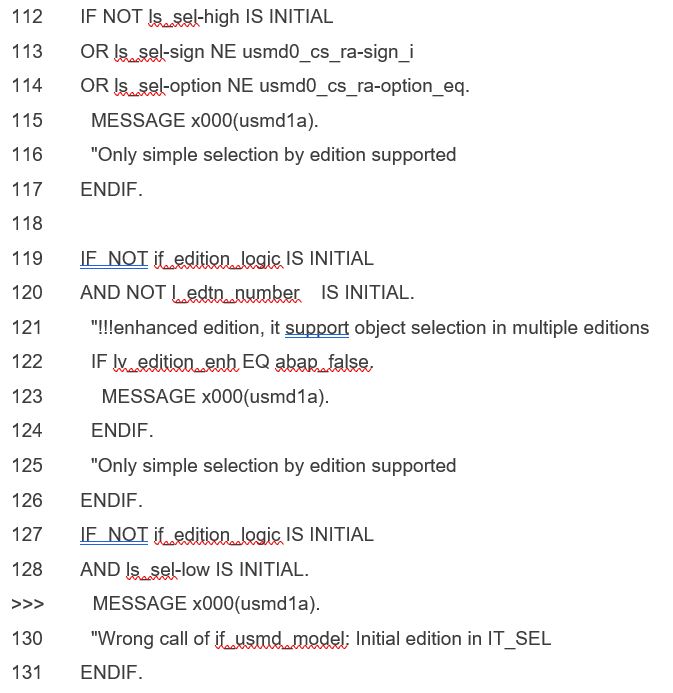 112 IF NOT ls_sel-high IS INITIAL
113 OR ls_sel-sign NE usmd0_cs_ra-sign_i
114 OR ls_sel-option NE usmd0_cs_ra-option_eq.
115 MESSAGE x000(usmd1a).
116 "Only simple selection by edition supported
117 ENDIF.
118
119 IF NOT if_edition_logic IS INITIAL
120 AND NOT l_edtn_number IS INITIAL.
121 "!!!enhanced edition, it support object selection in multiple editions
122 IF lv_edition_enh EQ abap_false.
123 MESSAGE x000(usmd1a).
124 ENDIF.
125 "Only simple selection by edition supported
126 ENDIF.
127 IF NOT if_edition_logic IS INITIAL
128 AND ls_sel-low IS INITIAL.
>>> MESSAGE x000(usmd1a).
130 "Wrong call of if_usmd_model: Initial edition in IT_SEL
131 ENDIF.